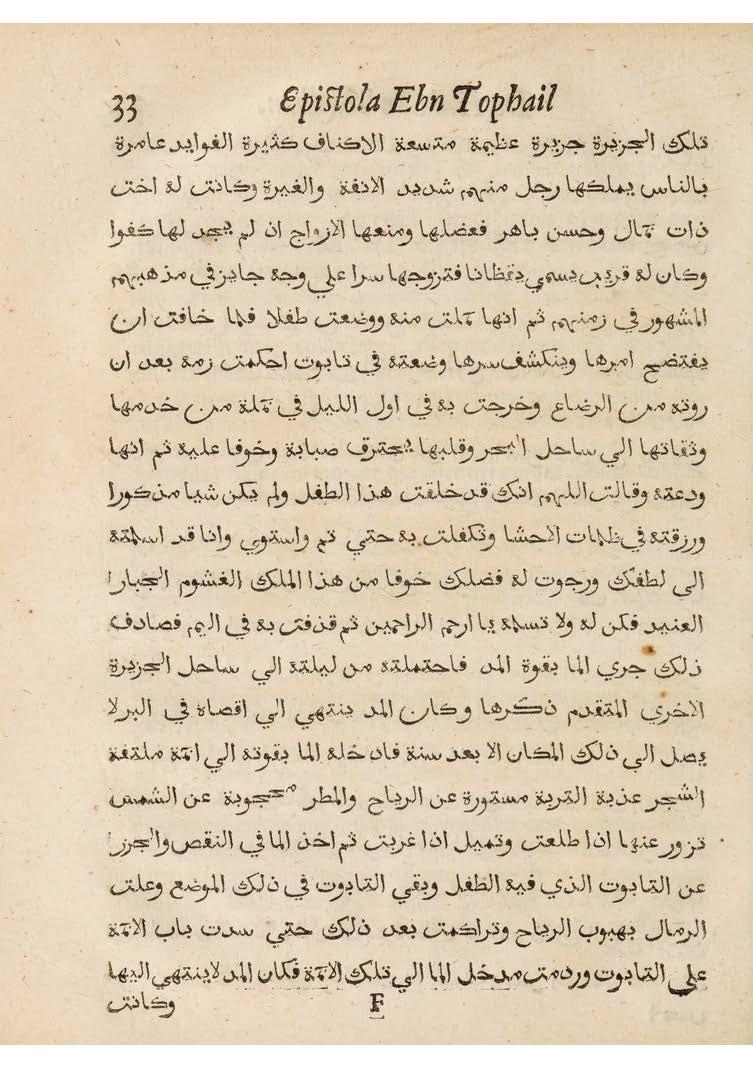 33 Epistola Ebn Tophail
تلك الجزيرة جزيرة عظيمة متسعة الاكناف كثيرة الفوايد عامرة
بالناس يملكها رجل منهم شديد الانفة والغيرة وكانت له اخت
ذات جمال وحسن باهر فعضلها ومنعها الازواج ان لم يجد لها كفوا
وكان له قريب يسمي يقظانا فتزوجها سرا علي وجه جايز في مذهبهم
المشهور في زمنهم ثم انها حملت منه ووضعت طفلا فلما خافت ان
يفتضح امرها وينكشف سرها وضعته في تابوت احكمت زمه بعد ان
روته من الرضاع وخرجت به في اول الليل في جملة من خدمها
وثقاتها الي ساحل البحر وقلبها يحترق صبابة وخوفا عليه ثم انها
ودعته وقالت اللهم انك قد خلقت هذا الطفل ولم يكن شيا مذكورا
ورزقته في ظلمات الاحشا وتكفلت به حتي تم واستوي وانا قد اسلمته
الي لطفك ورجوت له فضلك خوفا من هذا الملك الغشوم الجبار
العنيد فكن له ولا تسلمه يا ارحم الراحمين ثم قذفت به في اليم فصادف
ذلك جري الما بقوة المد فاحتملته من ليلته الي ساحل الجزيرة
الاخري المتقدم ذكرها وكان المد ينتهي الي اقصاه في البر لا
يصل الي ذلك المكان الا بعد سنة فادخله الما بقوته الي اجمة ملتفة
الشجر عذبة التربة مستورة عن الرياح والمطر محجوبة عن الشمس
تزور عنها اذا طلعت وتميل اذا غربت ثم اخذ الما في النقص والجزر
عن التابوت الذي فيه الطفل وبقي التابوت في ذلك الموضع وعلت
الرمال بهبوب الرياح وتراكمت بعد ذلك حتي سدت باب الاجمة
علي التابوت وردمت مدخل الما الي تلك الاجمة فكان المد لا ينتهي اليها
F وكانت